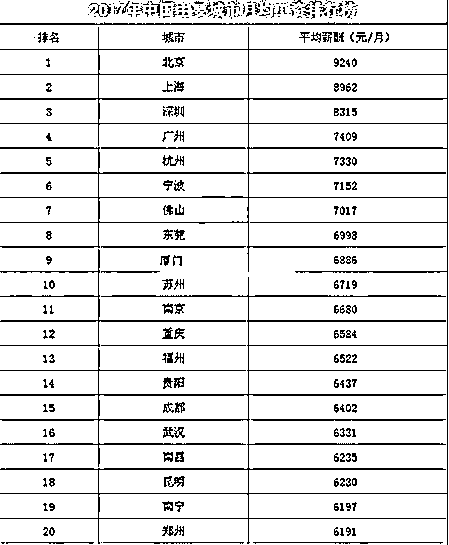 2017年中国主要城市月均工资排行榜
排名 城市 平均薪酬（元/月）
1 北京 9240
2 上海 8962
3 深圳 8315
4 广州 7409
5 杭州 7330
6 宁波 7152
7 佛山 7017
8 东莞 6998
9 厦门 6886
10 苏州 6719
11 南京 6680
12 重庆 6584
13 福州 6522
14 贵阳 6437
15 成都 6402
16 武汉 6331
17 南昌 6235
18 昆明 6230
19 南宁 6197
20 郑州 6191